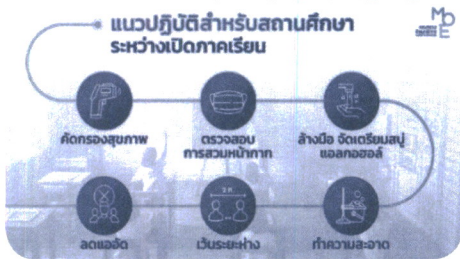 แนวปฏิบัติสำหรับสถานศึกษา
ระหว่างเปิดภาคเรียน
MOE
คัดกรองสุขภาพ
ตรวจสอบ
การสวมหน้ากาก
ล้างมือ จัดเตรียมสบู่
แอลกอฮอล์
ลดแออัด
เว้นระยะห่าง
ทำความสะอาด